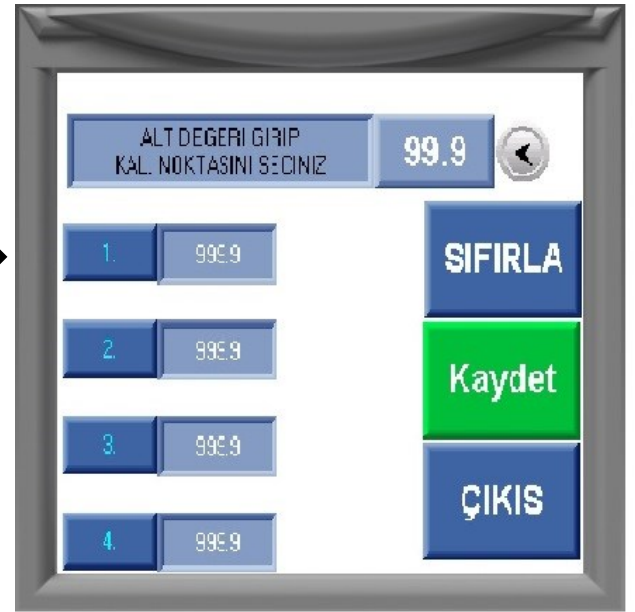 ALT DEGERI GIRIP
KAL. NOKTASINI SECINIZ
99.9
1. 999.9
SIFIRLA
2. 999.9
Kaydet
3. 999.9
ÇIKIS
4. 999.9